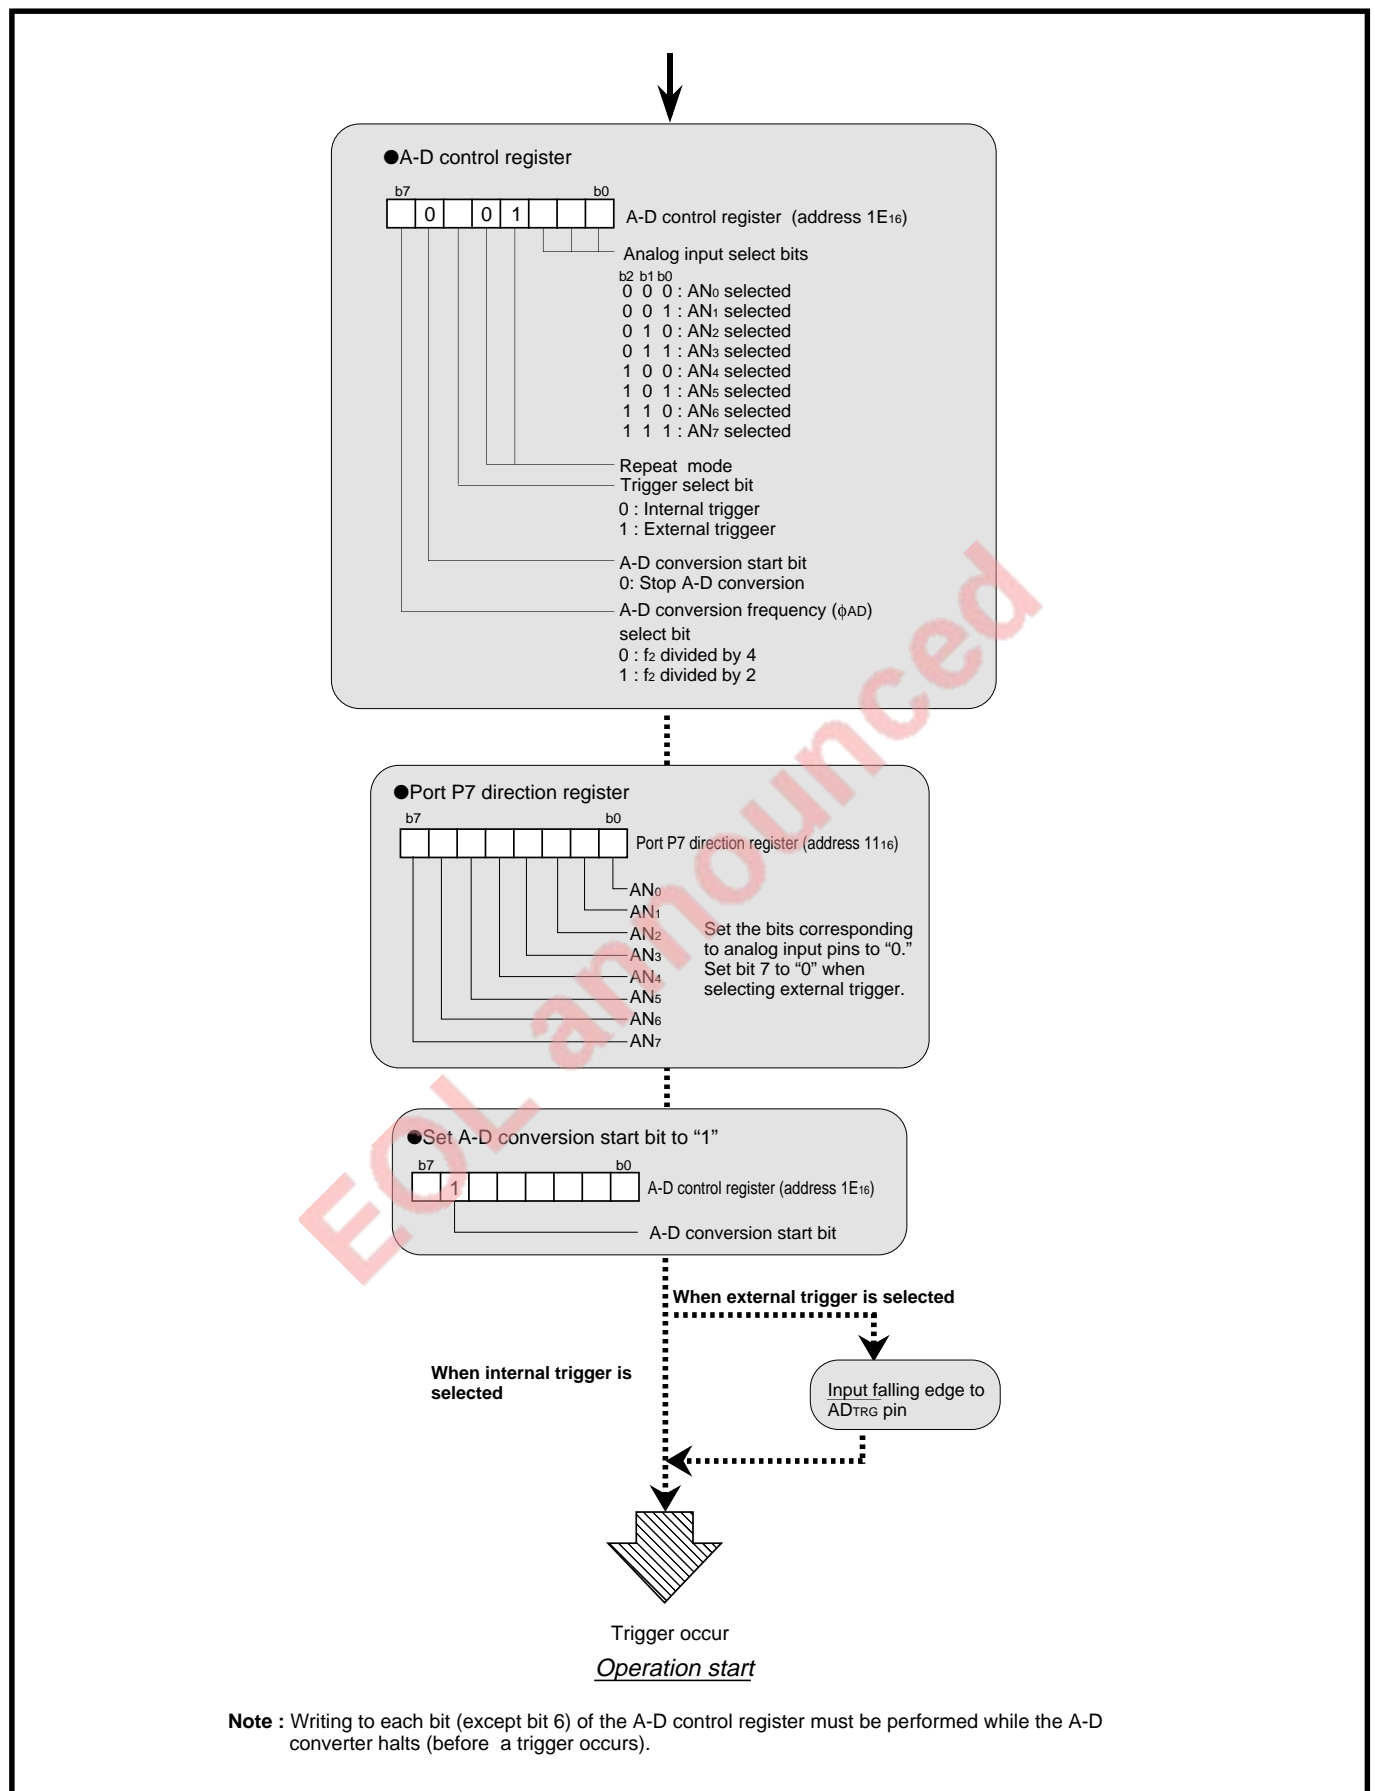 ●A-D control register
b7 b0
0 0 1 A-D control register (address 1E16)
Analog input select bits
b2 b1 b0
0 0 0 : AN0 selected
0 0 1 : AN1 selected
0 1 0 : AN2 selected
0 1 1 : AN3 selected
1 0 0 : AN4 selected
1 0 1 : AN5 selected
1 1 0 : AN6 selected
1 1 1 : AN7 selected
Repeat mode
Trigger select bit
0 : Internal trigger
1 : External triggeer
A-D conversion start bit
0: Stop A-D conversion
A-D conversion frequency (ϕAD)
select bit
0 : f2 divided by 4
1 : f2 divided by 2
●Port P7 direction register
b7 b0
Port P7 direction register (address 1116)
AN0
AN1
AN2
AN3
AN4
AN5
AN6
AN7
Set the bits corresponding
to analog input pins to “0.”
Set bit 7 to “0” when
selecting external trigger.
●Set A-D conversion start bit to “1”
b7 b0
1 A-D control register (address 1E16)
A-D conversion start bit
When external trigger is selected
When internal trigger is
selected
Input falling edge to
ADTRG pin
Trigger occur
Operation start
Note : Writing to each bit (except bit 6) of the A-D control register must be performed while the A-D
converter halts (before a trigger occurs).
EOL announced